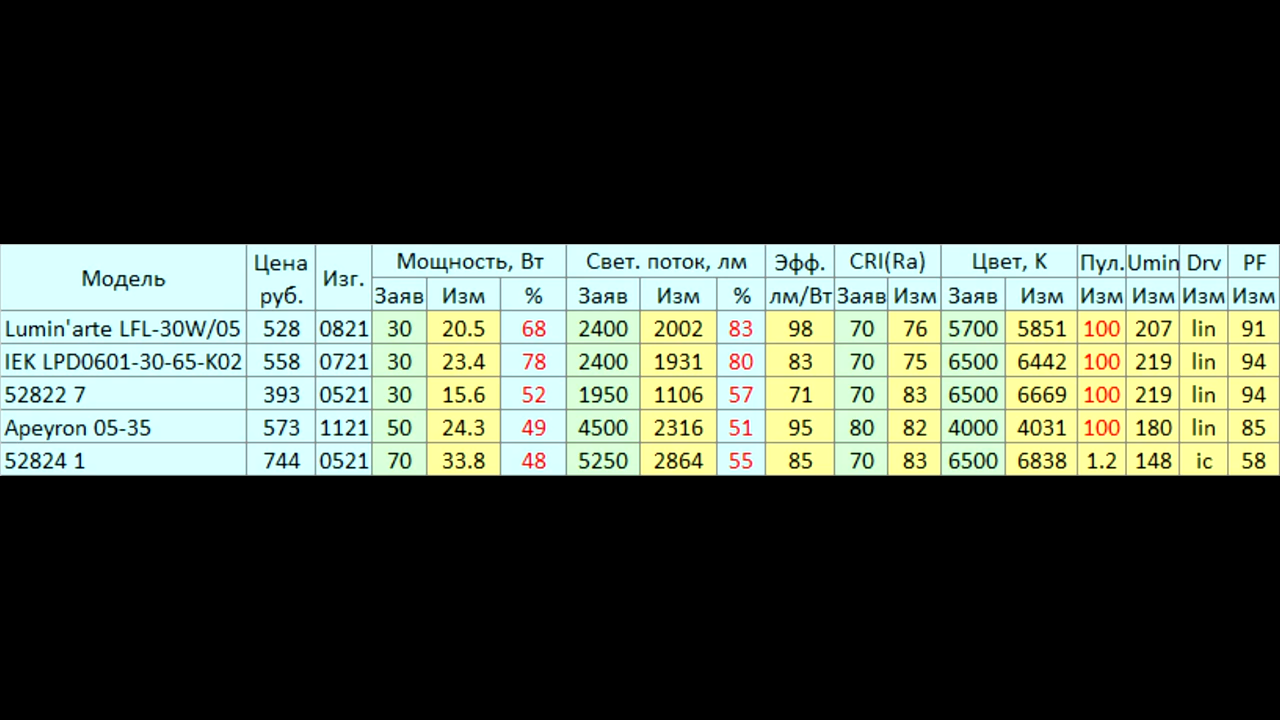 Модель Цена руб. Изг. Мощность, Вт Свет. поток, лм Эфф. CRI(Ra) Цвет, К Пул. Umin Drv PF
Заяв Изм % Заяв Изм % лм/Вт Заяв Изм Заяв Изм Изм Изм Изм Изм
Lumin'arte LFL-30W/05 528 0821 30 20.5 68 2400 2002 83 98 70 76 5700 5851 100 207 lin 91
IEK LPD0601-30-65-K02 558 0721 30 23.4 78 2400 1931 80 83 70 75 6500 6442 100 219 lin 94
52822 7 393 0521 30 15.6 52 1950 1106 57 71 70 83 6500 6669 100 219 lin 94
Apeyron 05-35 573 1121 50 24.3 49 4500 2316 51 95 80 82 4000 4031 100 180 lin 85
52824 1 744 0521 70 33.8 48 5250 2864 55 85 70 83 6500 6838 1.2 148 ic 58